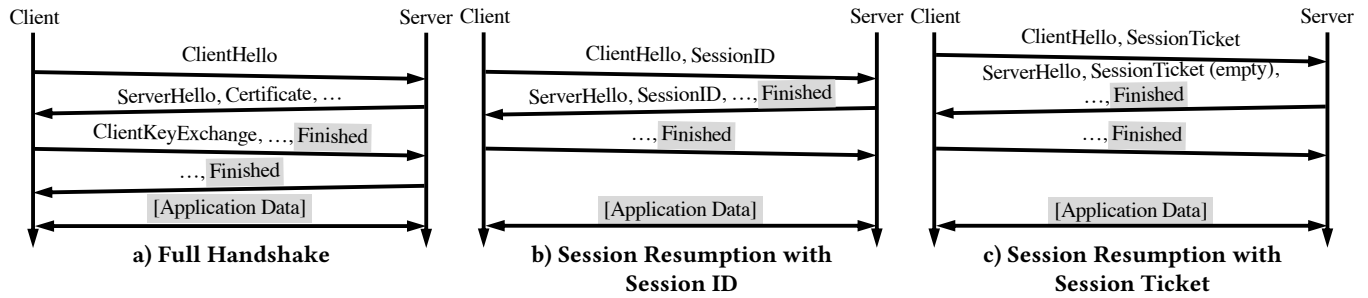 Client Server
ClientHello
ServerHello, Certificate, …
ClientKeyExchange, …, Finished
…, Finished
[Application Data]
a) Full Handshake
Client Server
ClientHello, SessionID
ServerHello, SessionID, …, Finished
…, Finished
[Application Data]
b) Session Resumption with
Session ID
Client Server
ClientHello, SessionTicket
ServerHello, SessionTicket (empty),
…, Finished
…, Finished
[Application Data]
c) Session Resumption with
Session Ticket